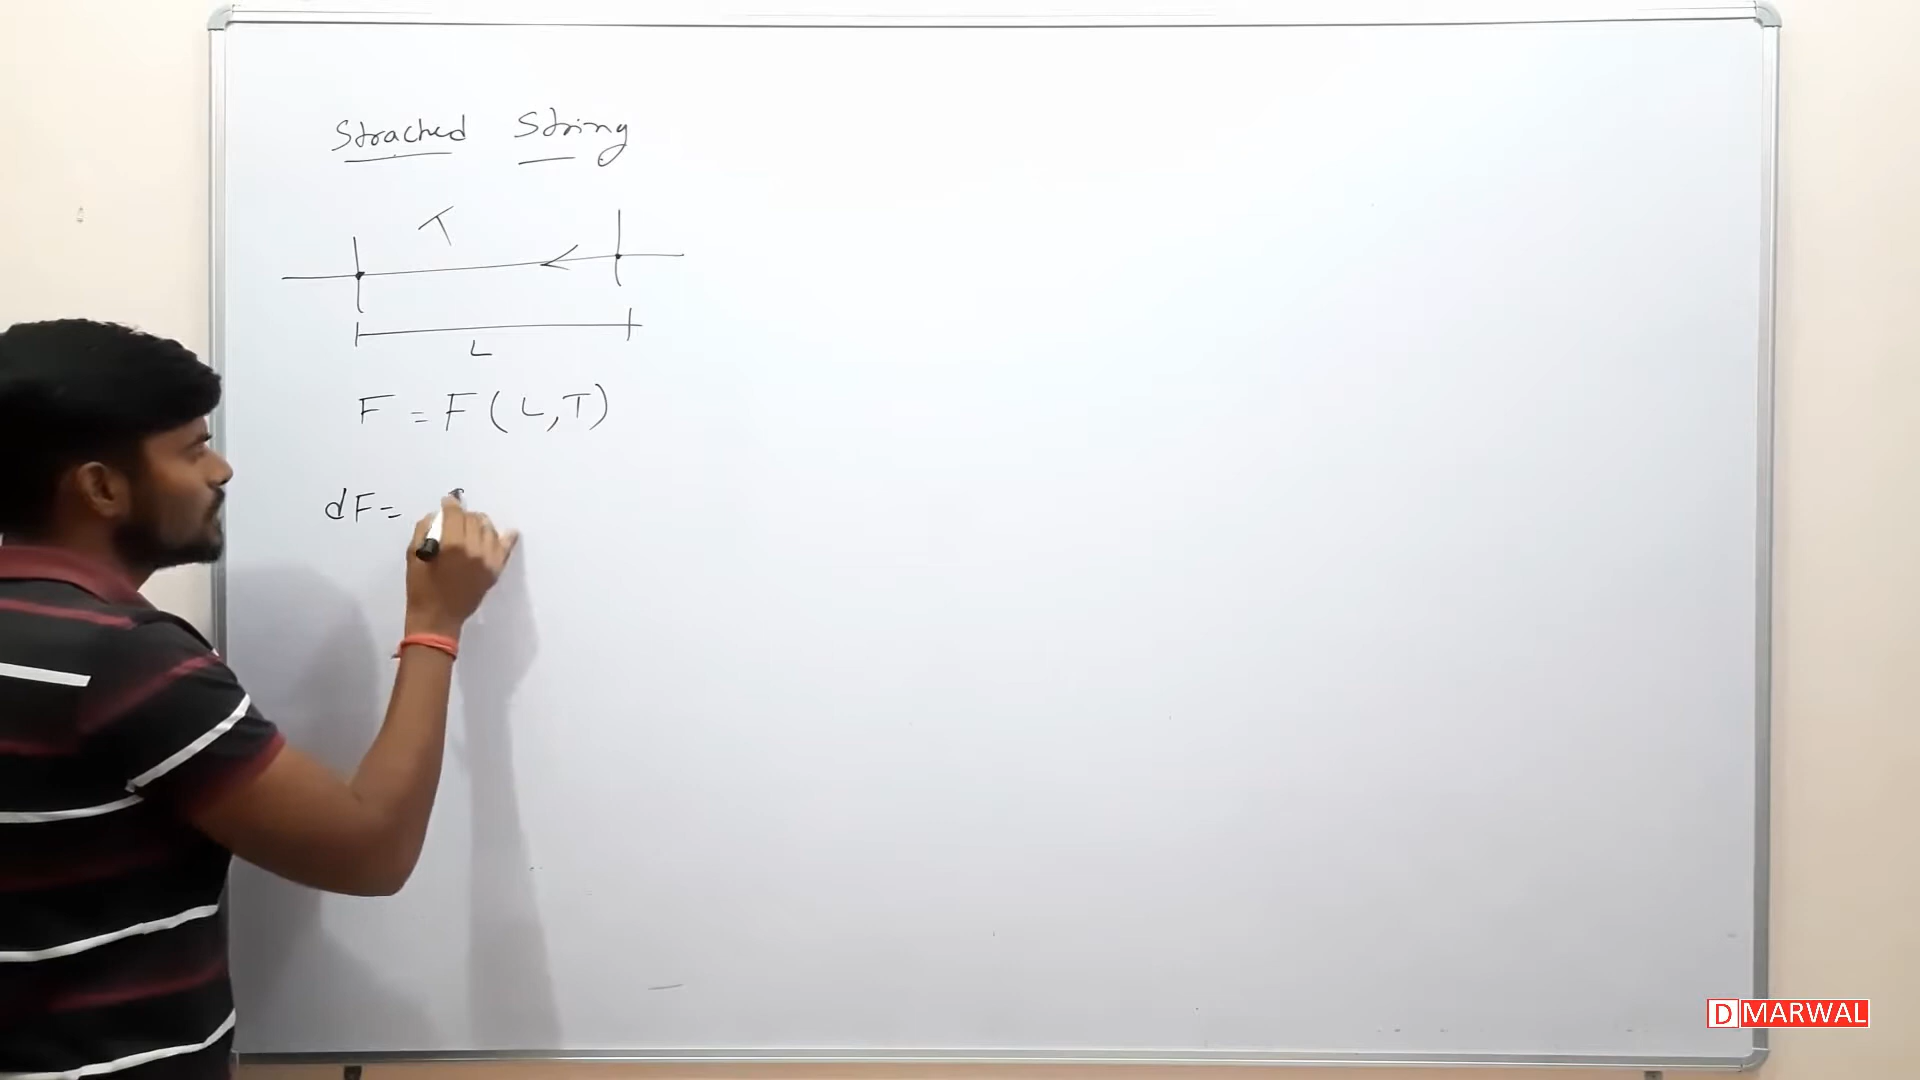 Strached String
T
L
F = F (L,T)
dF =
D MARWAL